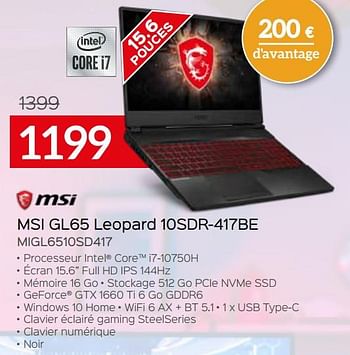 intel
CORE i7
15,6
POUCES
200 €
d'avantage
1399
1199
msi
MSI GL65 Leopard 10SDR-417BE
MIGL6510SD417
• Processeur Intel® Core™ i7-10750H
• Écran 15.6" Full HD IPS 144Hz
• Mémoire 16 Go • Stockage 512 Go PCIe NVMe SSD
• GeForce® GTX 1660 Ti 6 Go GDDR6
• Windows 10 Home • WiFi 6 AX + BT 5.1 • 1 x USB Type-C
• Clavier éclairé gaming SteelSeries
• Clavier numérique
• Noir